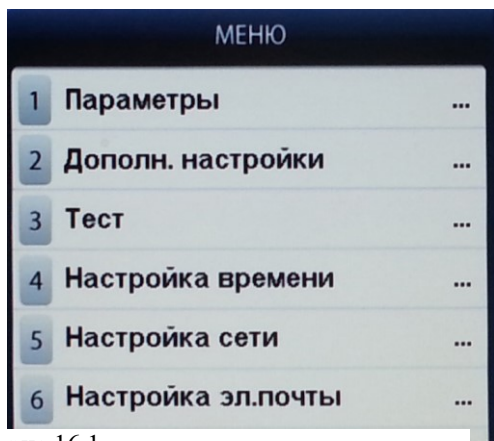 МЕНЮ
1 Параметры ...
2 Дополн. настройки ...
3 Тест ...
4 Настройка времени ...
5 Настройка сети ...
6 Настройка эл.почты ...